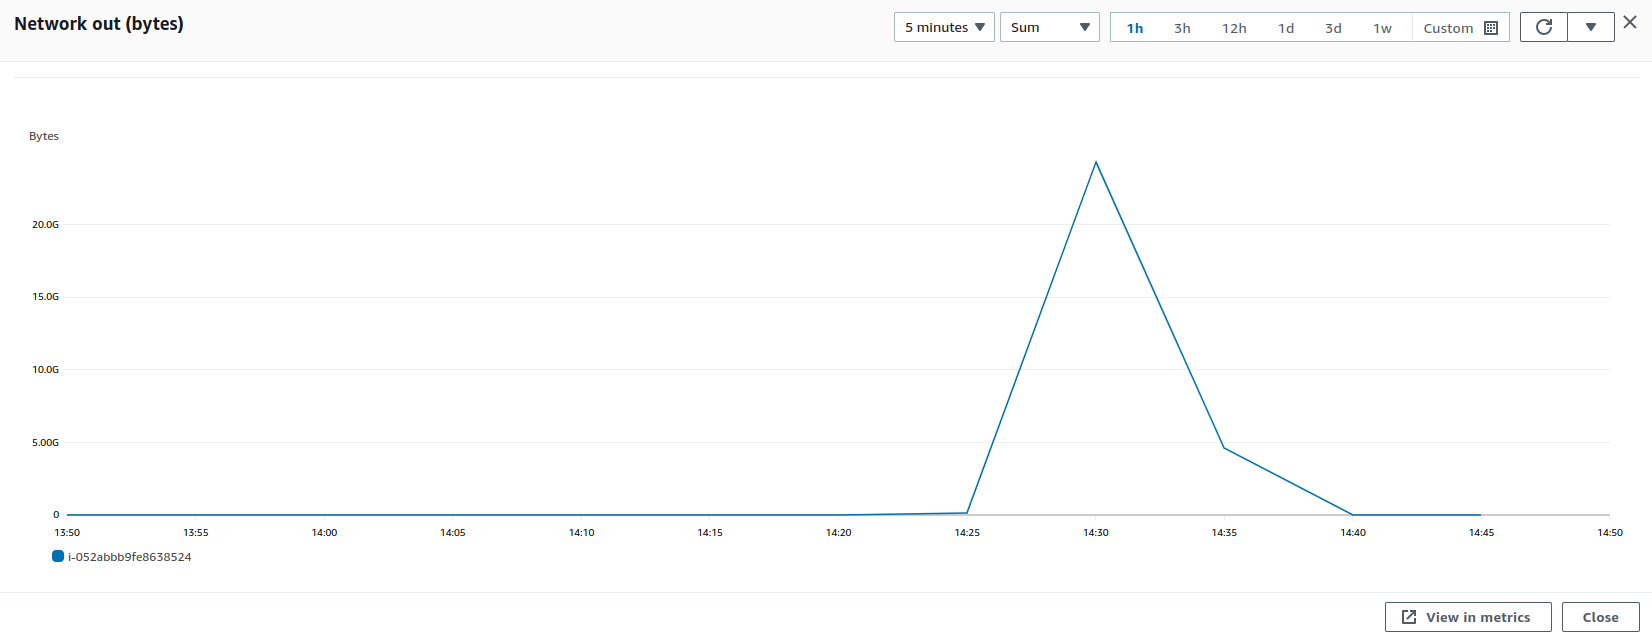 Network out (bytes)
5 minutes
Sum
1h 3h 12h 1d 3d 1w Custom
Bytes
20.0G
15.0G
10.0G
5.00G
0
13:50 13:55 14:00 14:05 14:10 14:15 14:20 14:25 14:30 14:35 14:40 14:45 14:50
i-052abbb9fe8638524
View in metrics
Close